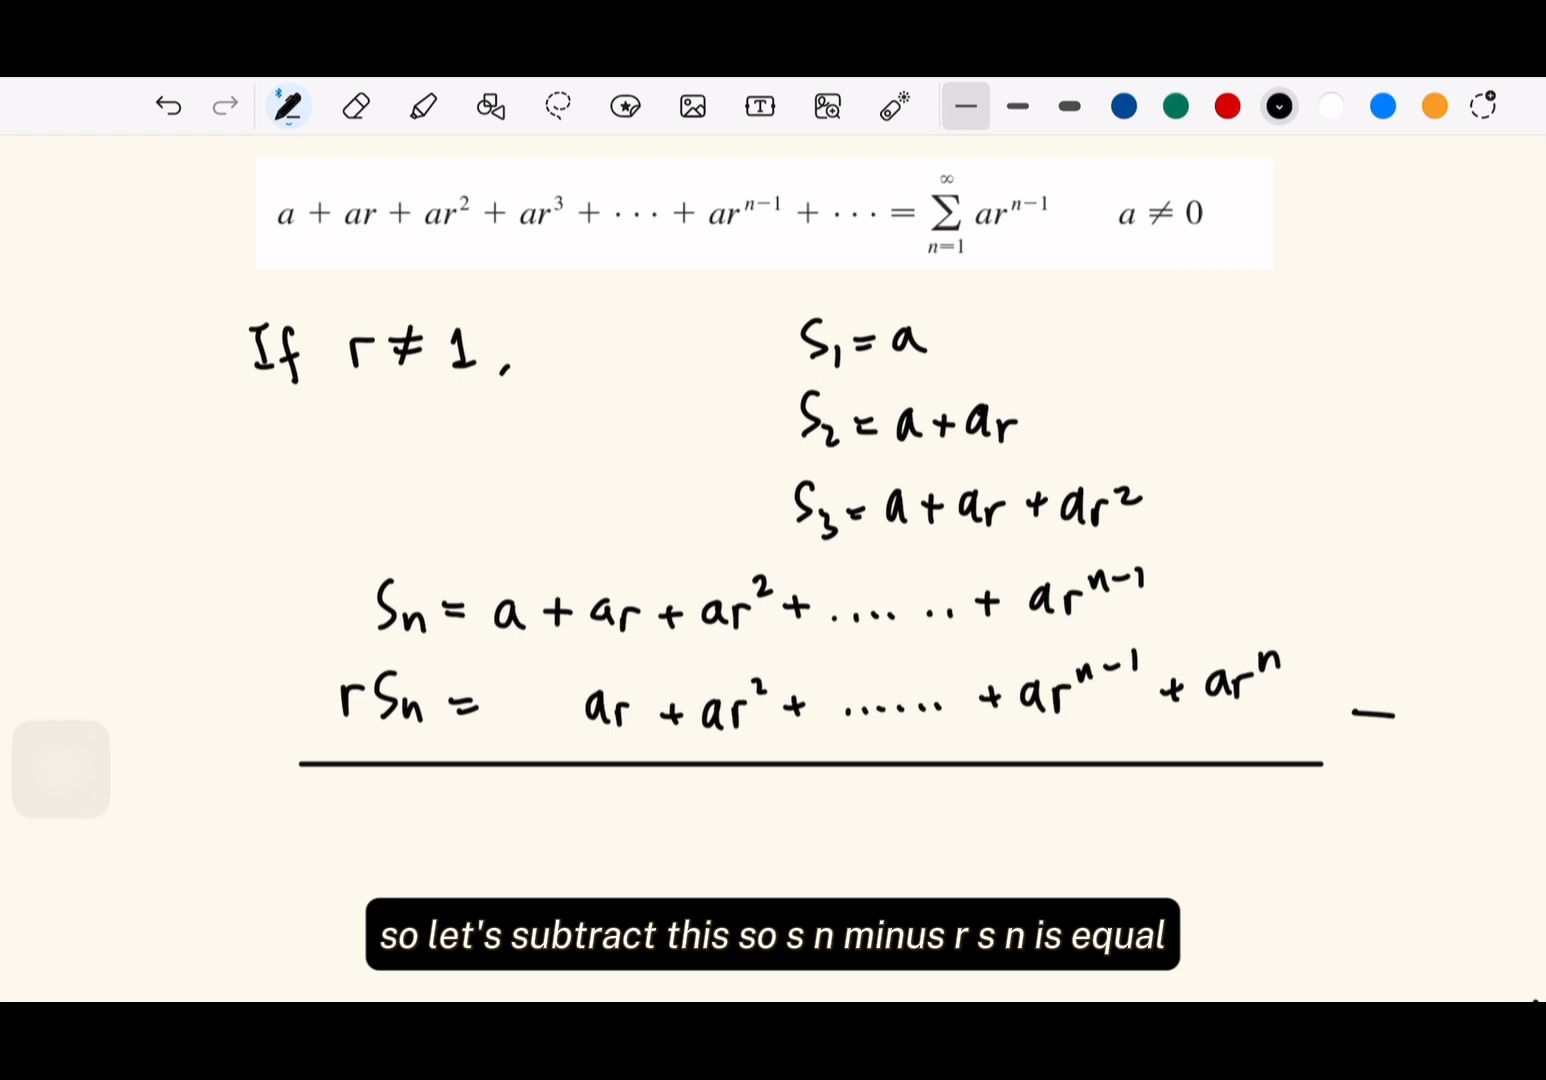 a + ar + ar² + ar³ + · · · + arⁿ⁻¹ + · · · = ∑_{n=1}^{∞} arⁿ⁻¹ a ≠ 0
If r ≠ 1,
S₁ = a
S₂ = a + ar
S₃ = a + ar + ar²
Sₙ = a + ar + ar² + ...... + arⁿ⁻¹
rSₙ = ar + ar² + ...... + arⁿ⁻¹ + arⁿ −
so let's subtract this so s n minus r s n is equal